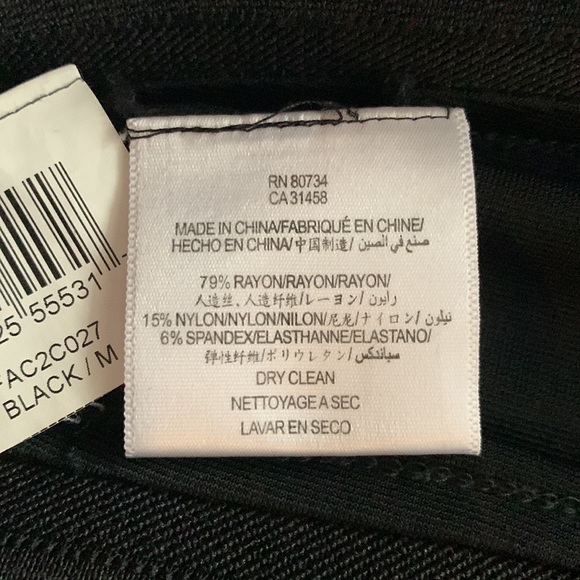 25 55531
AC2C027
BLACK / M
RN 80734
CA 31458
MADE IN CHINA/FABRIQUÉ EN CHINE/
HECHO EN CHINA/中国制造/ صنع في الصين
79% RAYON/RAYON/RAYON/
人造丝，人造纤维/レーヨン/ رايون
15% NYLON/NYLON/NILON/尼龙/ナイロン/ نيلون
6% SPANDEX/ELASTHANNE/ELASTANO/
弹性纤维/ポリウレタン/ سباندكس
DRY CLEAN
NETTOYAGE A SEC
LAVAR EN SECO